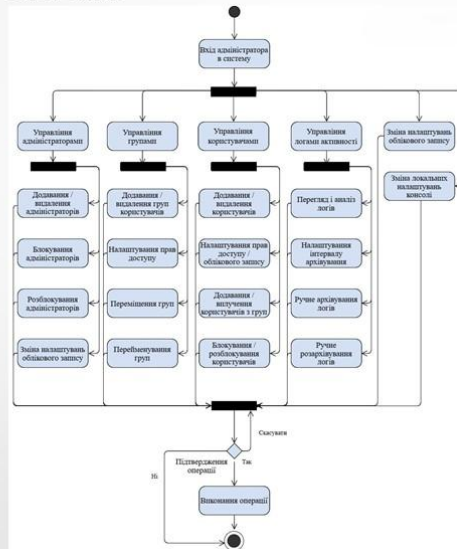 Вхід адміністратора
в систему
Управління
адміністраторами
Управління
групами
Управління
користувачами
Управління
логами активності
Зміна налаштувань
облікового запису
Зміна локальних
налаштувань
консолі
Додавання /
видалення
адміністраторів
Додавання /
видалення груп
користувачів
Додавання /
видалення
користувачів
Перегляд і аналіз
логів
Блокування
адміністраторів
Налаштування прав
доступу
Налаштування прав
доступу /
облікового запису
Налаштування
інтервалу
архівування
Розблокування
адміністраторів
Переміщення груп
Додавання /
вилучення
користувачів з груп
Ручне
архівування
логів
Зміна налаштувань
облікового запису
Перейменування
груп
Блокування /
розблокування
користувачів
Ручне
розархівування
логів
Скасувати
Підтвердження
операції
Так
Ні
Виконання операції